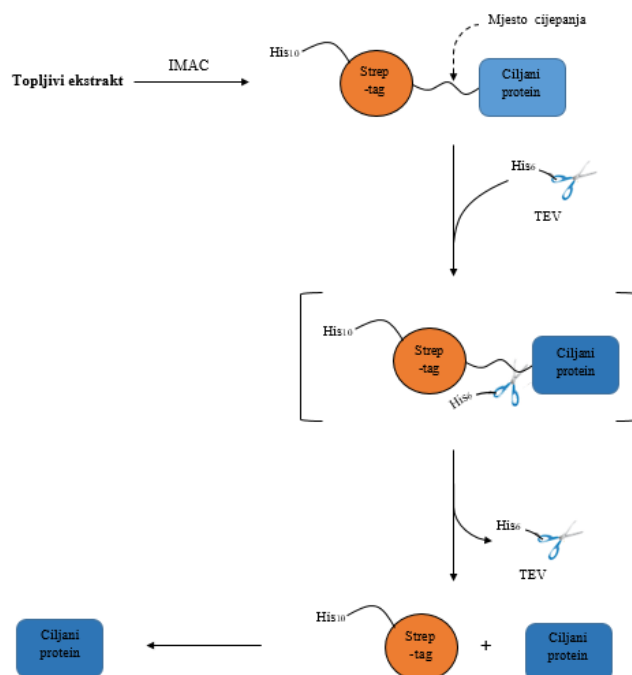 Mjesto cijepanja
His10
IMAC
Topljivi ekstrakt
Strep
-tag
Ciljani
protein
His6
TEV
His10
Strep
-tag
Ciljani
protein
His6
His6
TEV
His10
Ciljani
protein
Strep
-tag
+
Ciljani
protein